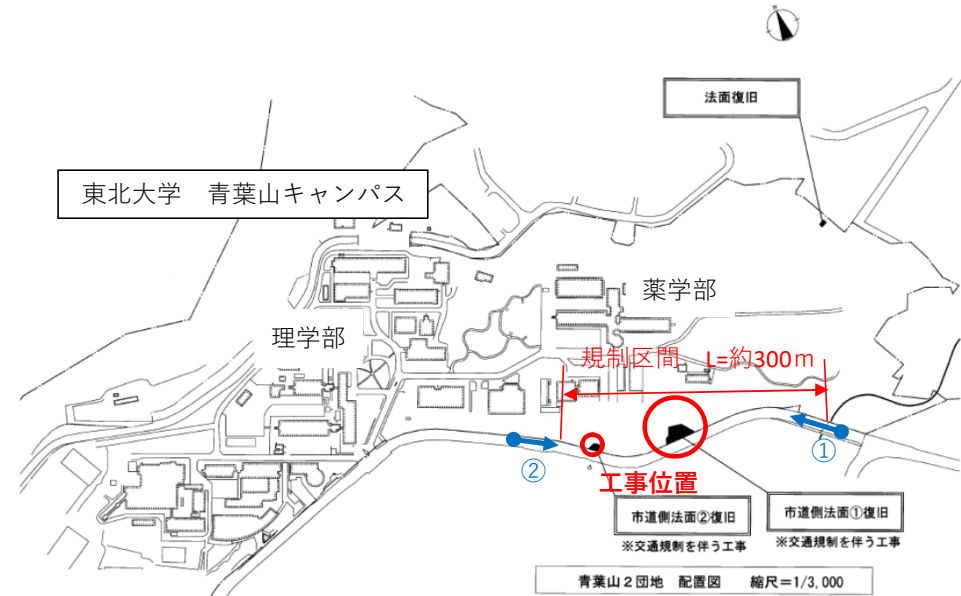 N
法面復旧
東北大学　青葉山キャンパス
薬学部
理学部
規制区間　L=約300ｍ
①
②
工事位置
市道側法面②復旧
※交通規制を伴う工事
市道側法面①復旧
※交通規制を伴う工事
青葉山２団地　配置図　　縮尺＝1/3,000